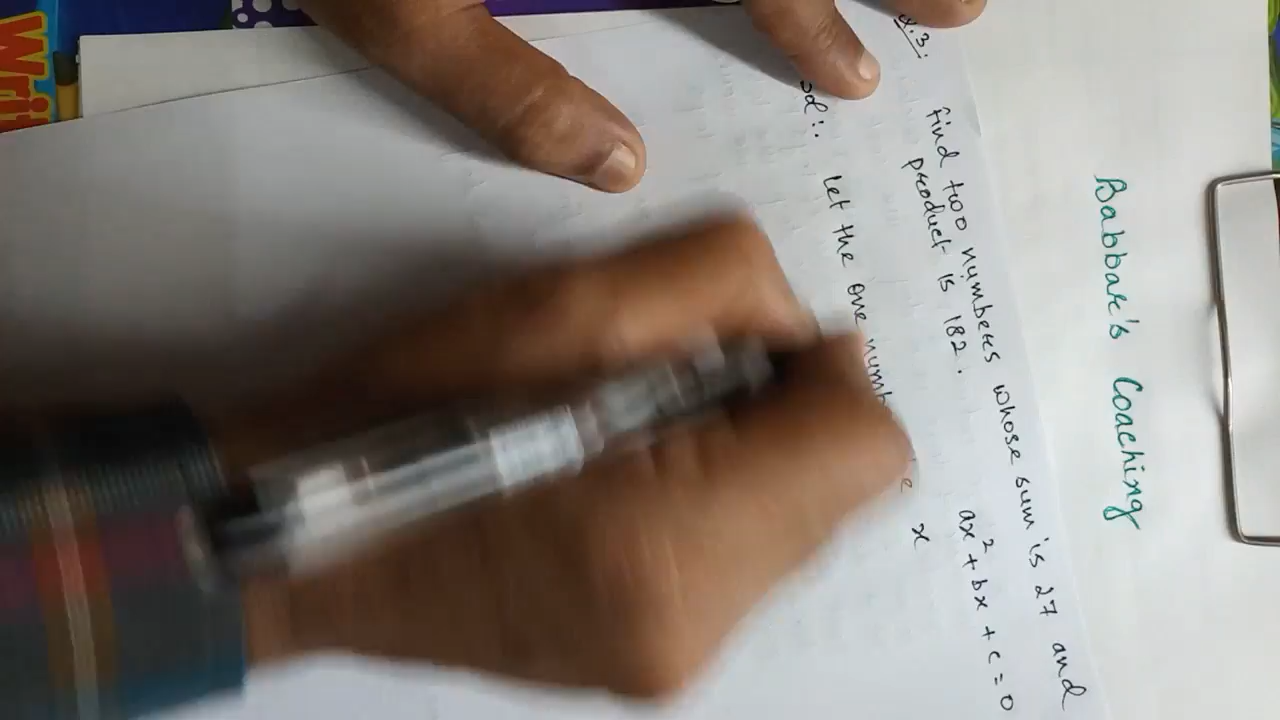 Babbar's Coaching
Q.3:
Find two numbers whose sum is 27 and
product is 182.
ax² + bx + c = 0
Sol:. Let the one x
Writ